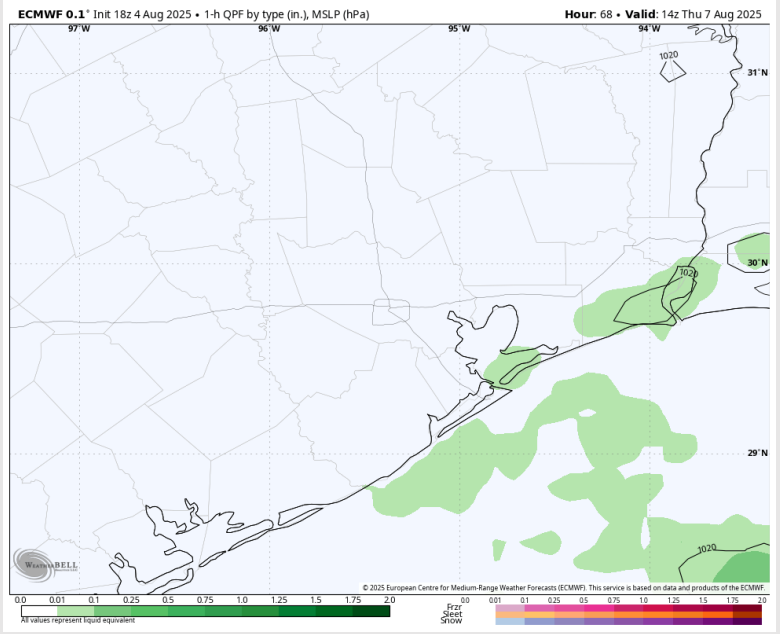 ECMWF 0.1° Init 18z 4 Aug 2025 • 1-h QPF by type (in.), MSLP (hPa)
Hour: 68 • Valid: 14z Thu 7 Aug 2025
97°W 96°W 95°W 94°W
1020
31°N
30°N
1020
29°N
1020
WEATHERBELL
© 2025 European Centre for Medium-Range Weather Forecasts (ECMWF). This service is based on data and products of the ECMWF.
0.0 0.01 0.1 0.25 0.5 0.75 1.0 1.25 1.5 1.75 2.0
All values represent liquid equivalent
0.0 0.01 0.1 0.25 0.5 0.75 1.0 1.25 1.5 1.75 2.0
Frzr
Sleet
Snow